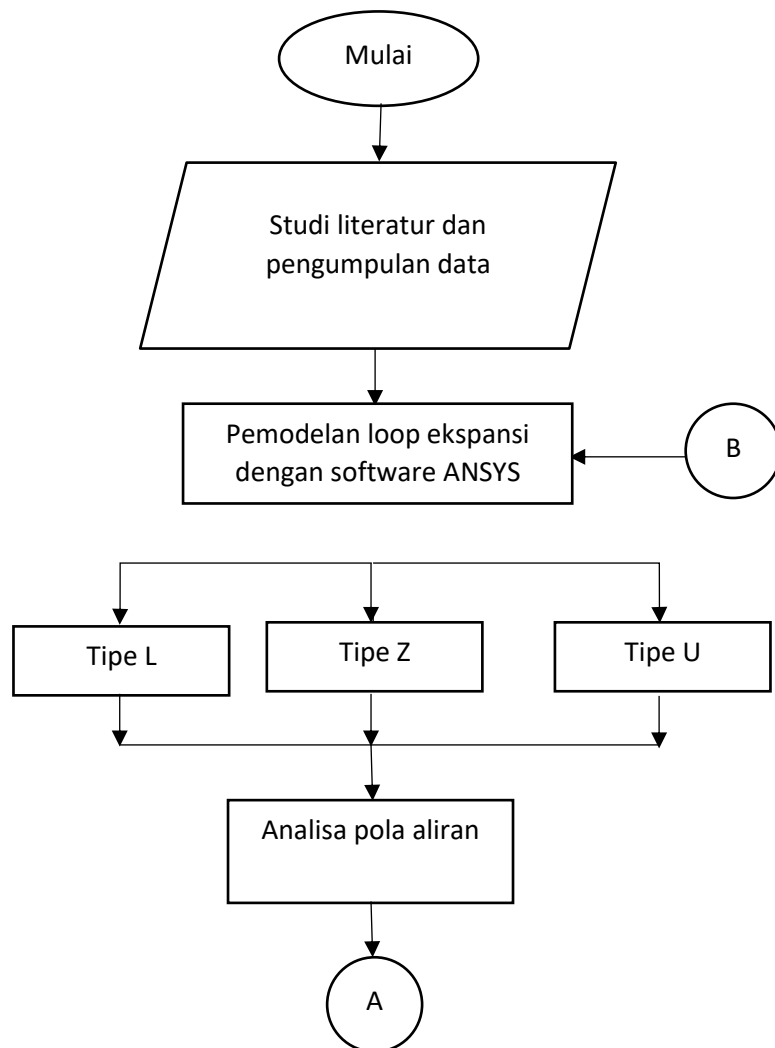 Mulai
Studi literatur dan
pengumpulan data
Pemodelan loop ekspansi
dengan software ANSYS
B
Tipe L
Tipe Z
Tipe U
Analisa pola aliran
A